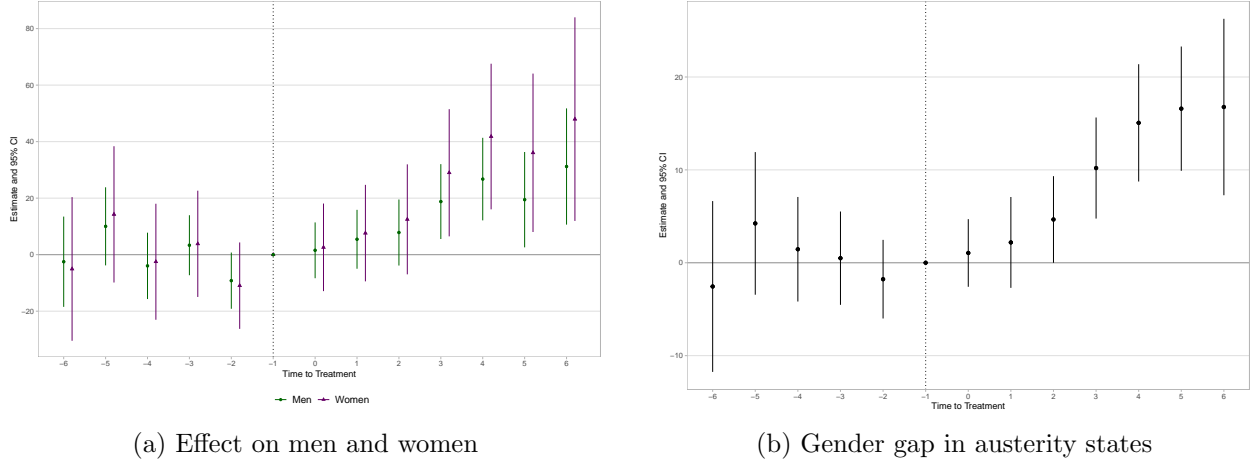 80
60
40
20
0
−20
Estimate and 95% CI
−6 −5 −4 −3 −2 −1 0 1 2 3 4 5 6
Time to Treatment
Men Women
(a) Effect on men and women
20
10
0
−10
Estimate and 95% CI
−6 −5 −4 −3 −2 −1 0 1 2 3 4 5 6
Time to Treatment
(b) Gender gap in austerity states